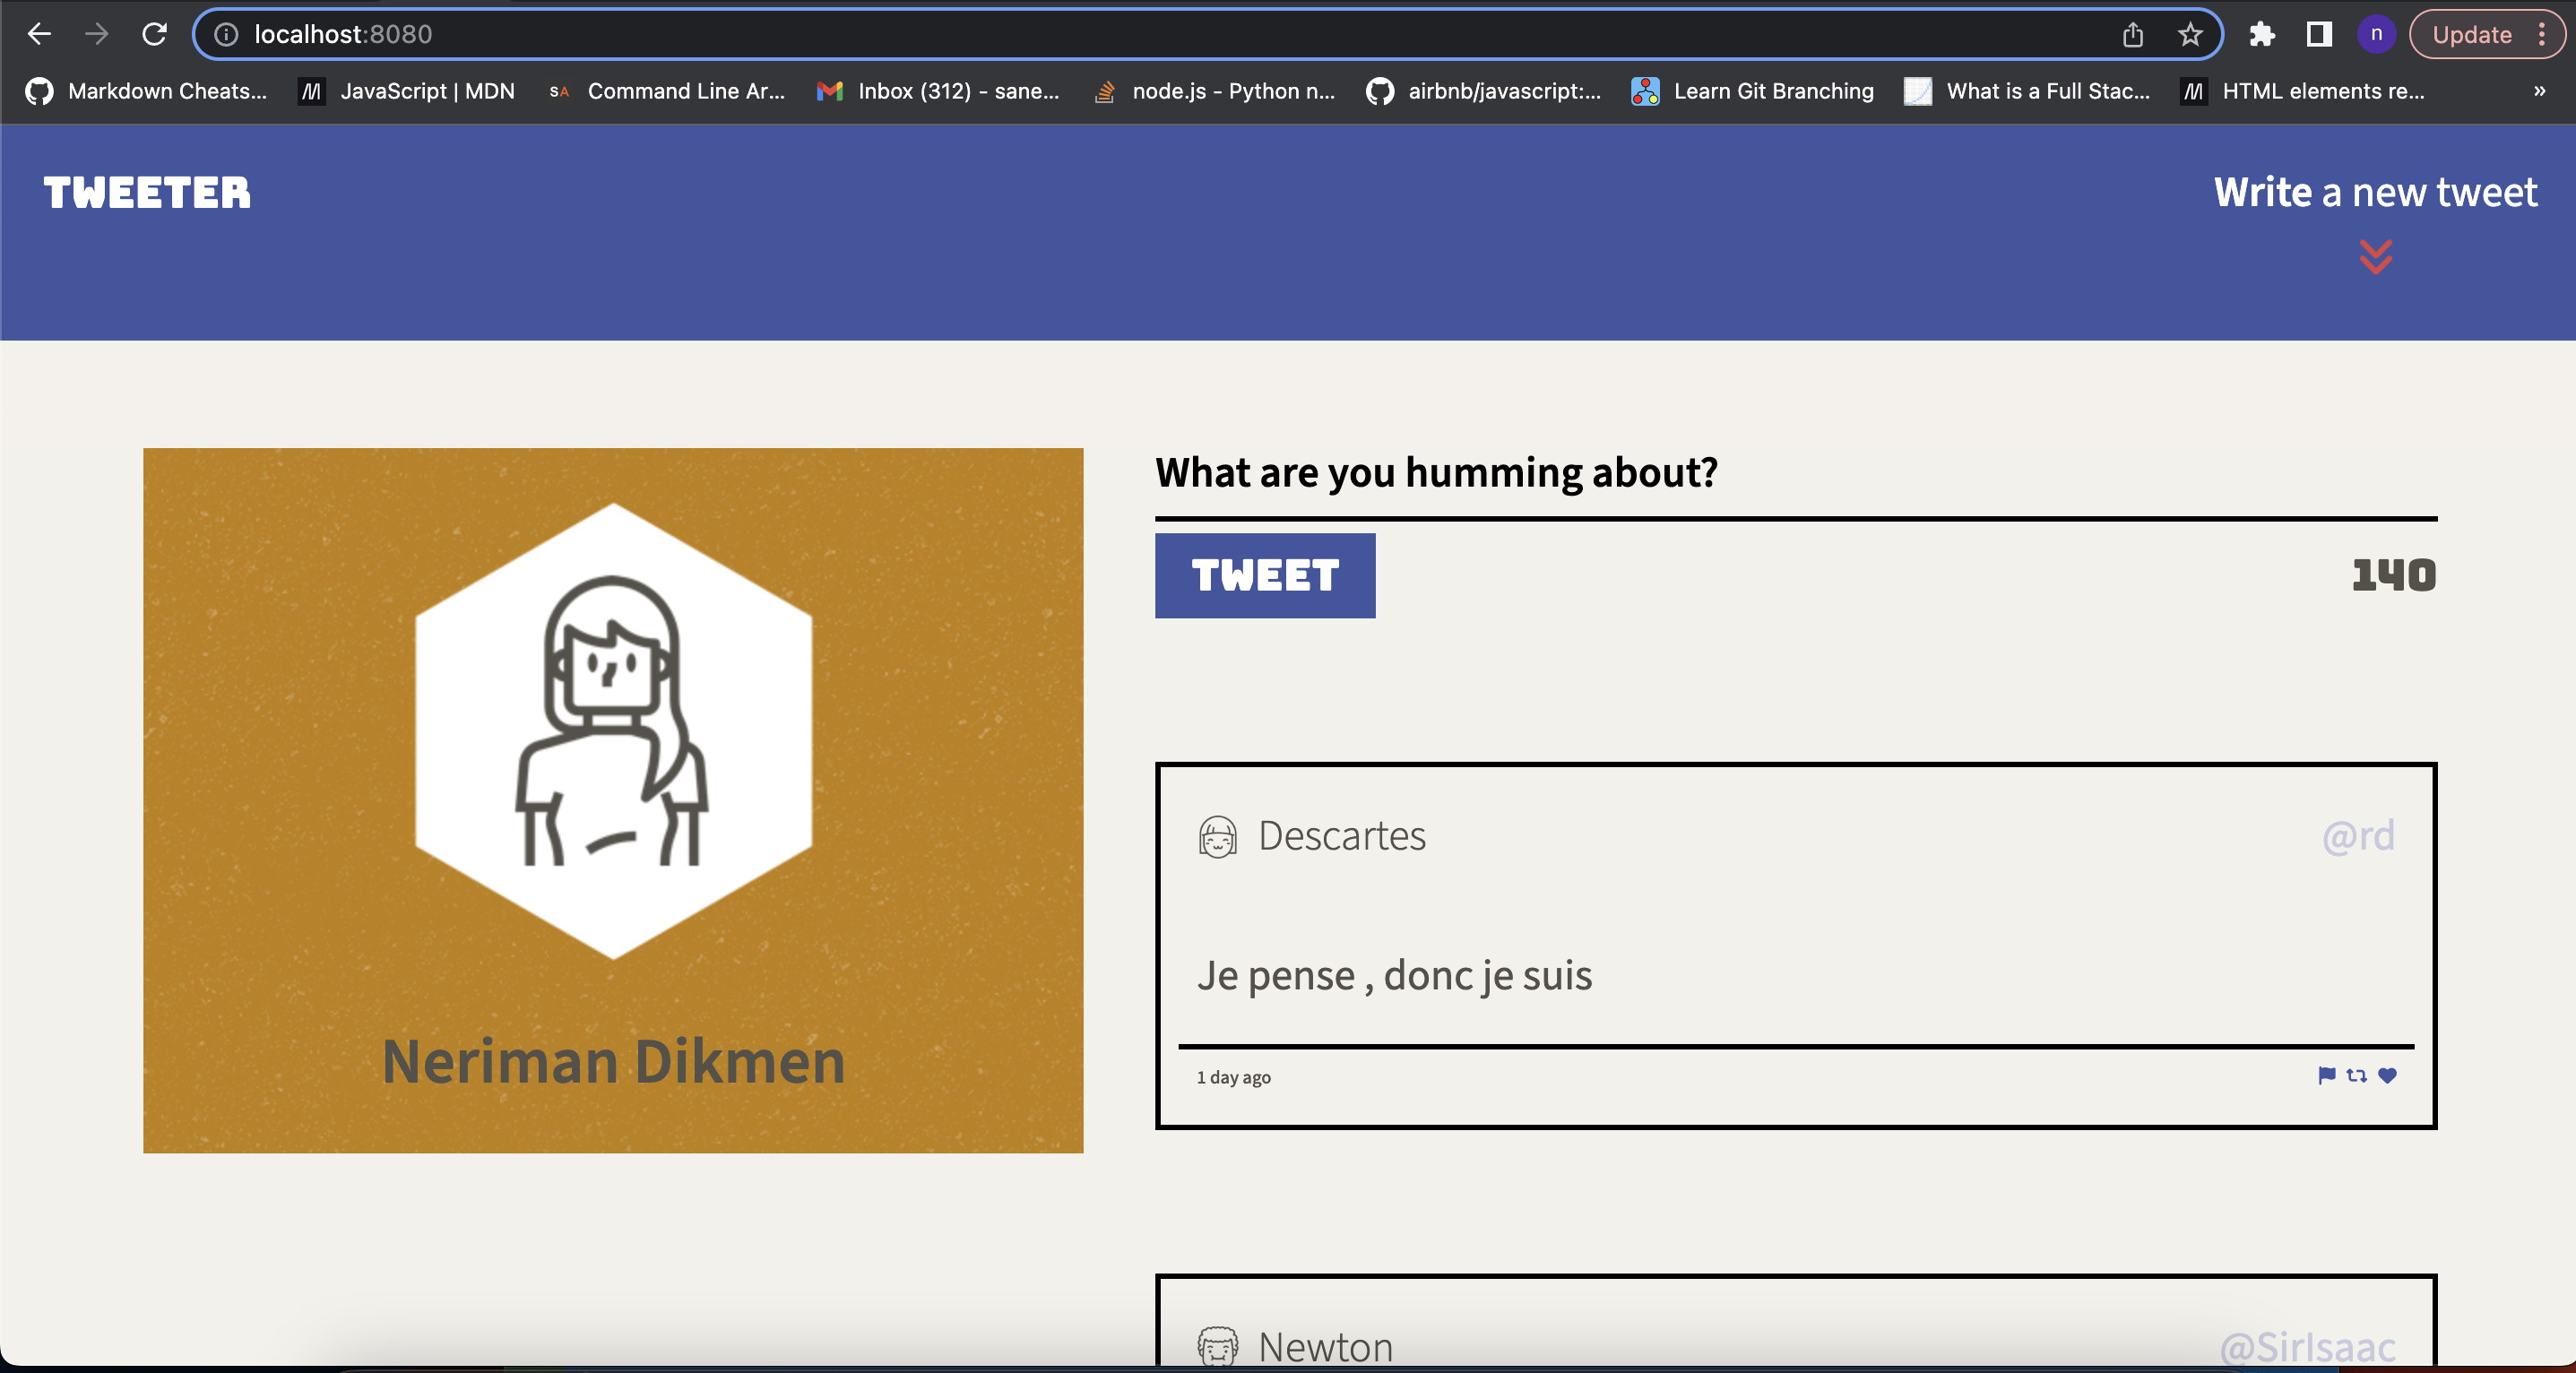 localhost:8080
n
Update
Markdown Cheats...
JavaScript | MDN
SA
Command Line Ar...
Inbox (312) - sane...
node.js - Python n...
airbnb/javascript:...
Learn Git Branching
What is a Full Stac...
HTML elements re...
»
TWEETER
Write a new tweet
Neriman Dikmen
What are you humming about?
TWEET
140
Descartes
@rd
Je pense , donc je suis
1 day ago
Newton
@SirIsaac